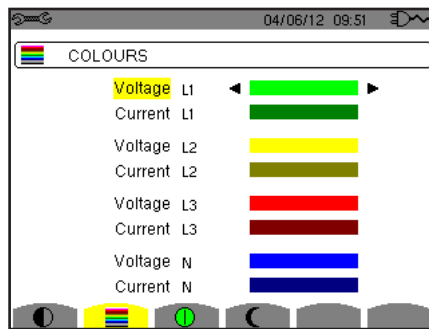 04/06/12 09:51
COLOURS
Voltage L1
Current L1
Voltage L2
Current L2
Voltage L3
Current L3
Voltage N
Current N